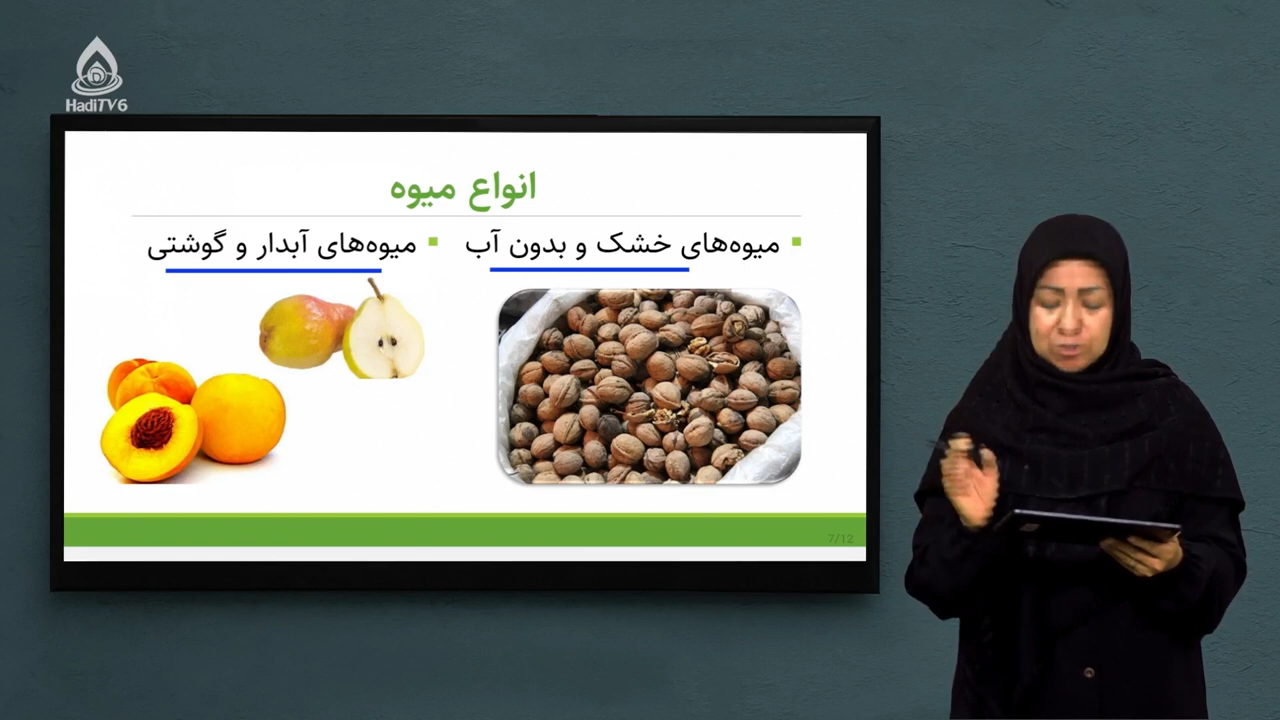 HadiTV6
انواع میوه
میوه‌های خشک و بدون آب
میوه‌های آبدار و گوشتی
7/12